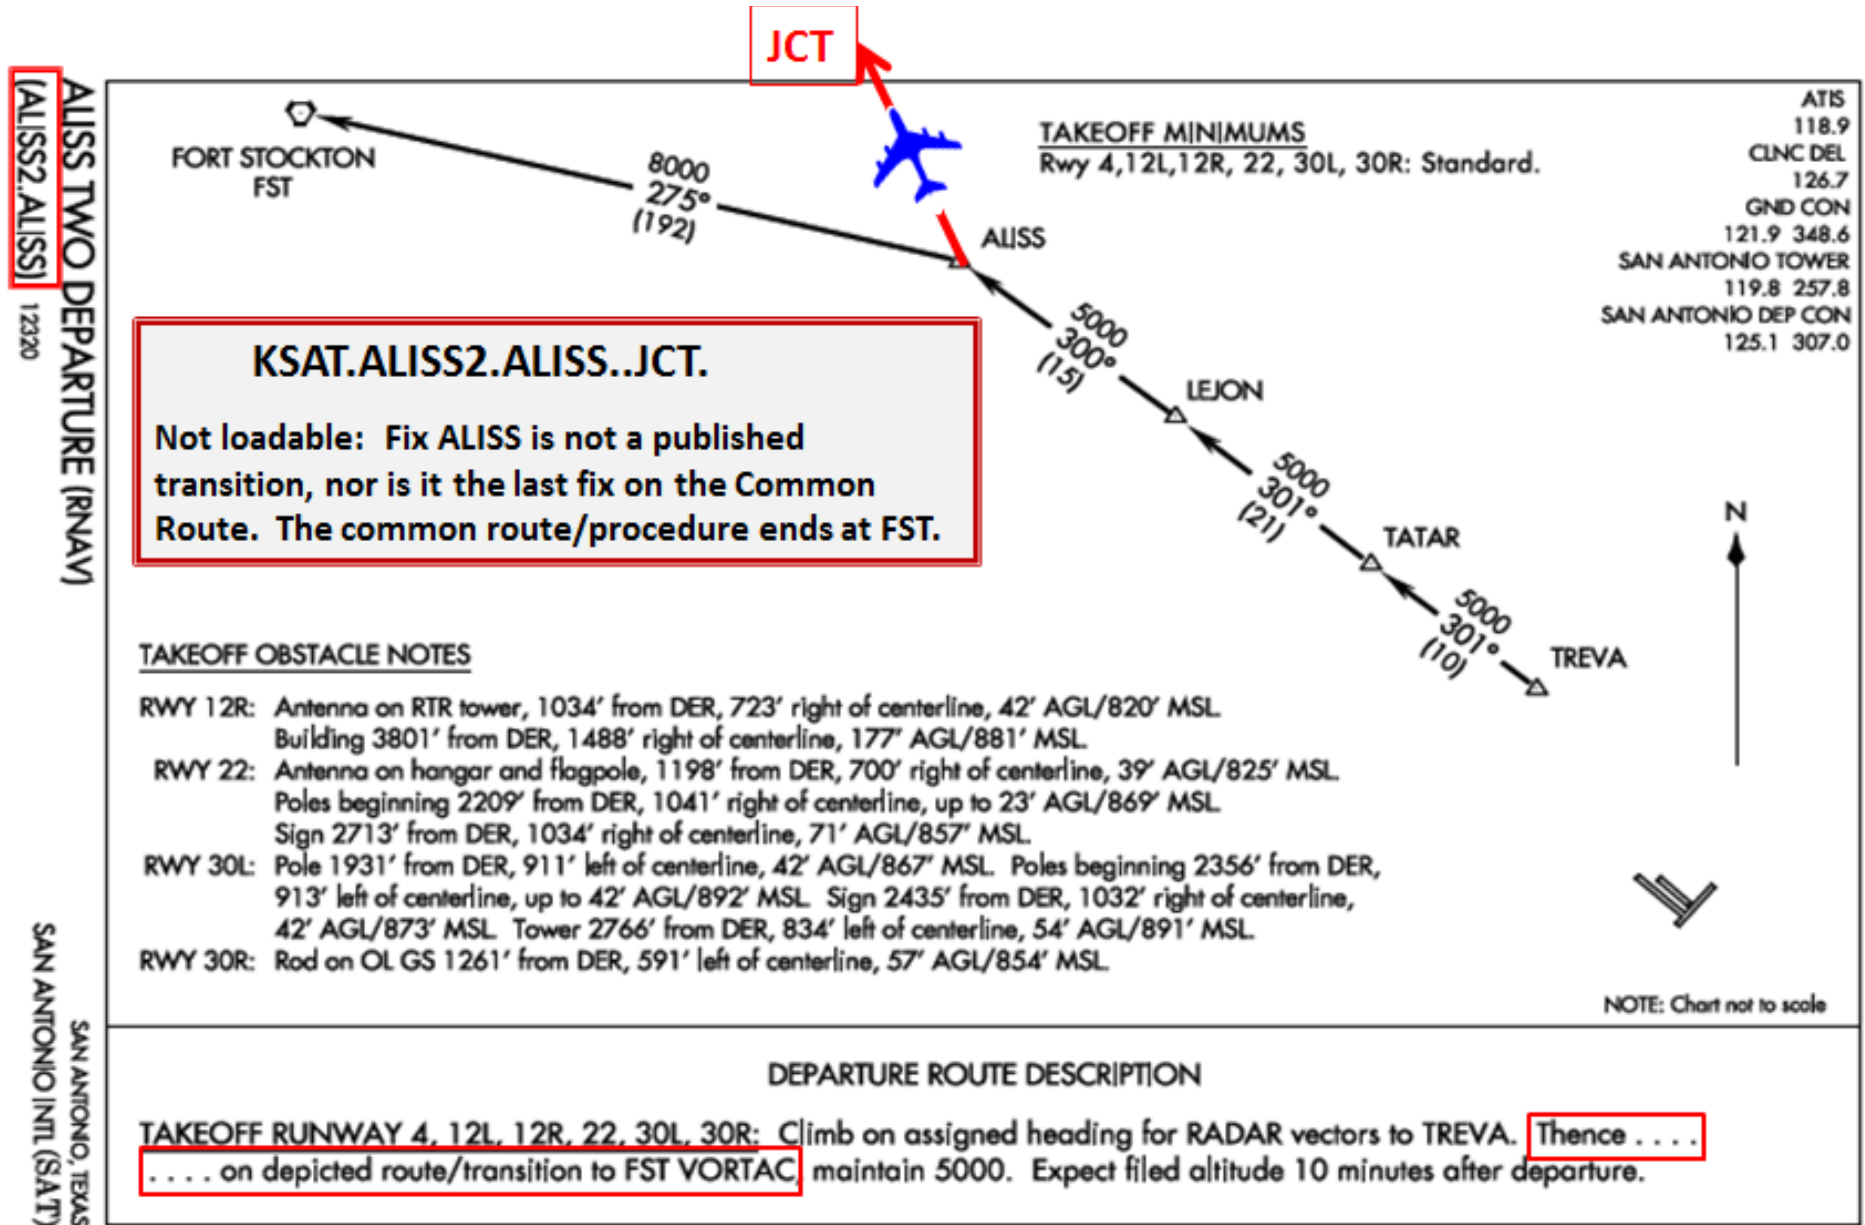 JCT
ALISS TWO DEPARTURE (RNAV)
(ALISS2.ALISS) 12320
FORT STOCKTON
FST
8000
275°
(192)
ALISS
TAKEOFF MINIMUMS
Rwy 4,12L,12R, 22, 30L, 30R: Standard.
ATIS
118.9
CLNC DEL
126.7
GND CON
121.9 348.6
SAN ANTONIO TOWER
119.8 257.8
SAN ANTONIO DEP CON
125.1 307.0
5000
300°
(15)
LEJON
5000
301°
(21)
TATAR
5000
301°
(10)
TREVA
N
KSAT.ALISS2.ALISS..JCT.
Not loadable: Fix ALISS is not a published
transition, nor is it the last fix on the Common
Route. The common route/procedure ends at FST.
TAKEOFF OBSTACLE NOTES
RWY 12R: Antenna on RTR tower, 1034' from DER, 723' right of centerline, 42' AGL/820' MSL.
Building 3801' from DER, 1488' right of centerline, 177' AGL/881' MSL.
RWY 22: Antenna on hangar and flagpole, 1198' from DER, 700' right of centerline, 39' AGL/825' MSL.
Poles beginning 2209' from DER, 1041' right of centerline, up to 23' AGL/869' MSL.
Sign 2713' from DER, 1034' right of centerline, 71' AGL/857' MSL.
RWY 30L: Pole 1931' from DER, 911' left of centerline, 42' AGL/867' MSL. Poles beginning 2356' from DER,
913' left of centerline, up to 42' AGL/892' MSL. Sign 2435' from DER, 1032' right of centerline,
42' AGL/873' MSL. Tower 2766' from DER, 834' left of centerline, 54' AGL/891' MSL.
RWY 30R: Rod on OL GS 1261' from DER, 591' left of centerline, 57' AGL/854' MSL.
NOTE: Chart not to scale
SAN ANTONIO, TEXAS
SAN ANTONIO INTL (SAT)
DEPARTURE ROUTE DESCRIPTION
TAKEOFF RUNWAY 4, 12L, 12R, 22, 30L, 30R: Climb on assigned heading for RADAR vectors to TREVA. Thence . . . .
. . . . on depicted route/transition to FST VORTAC, maintain 5000. Expect filed altitude 10 minutes after departure.